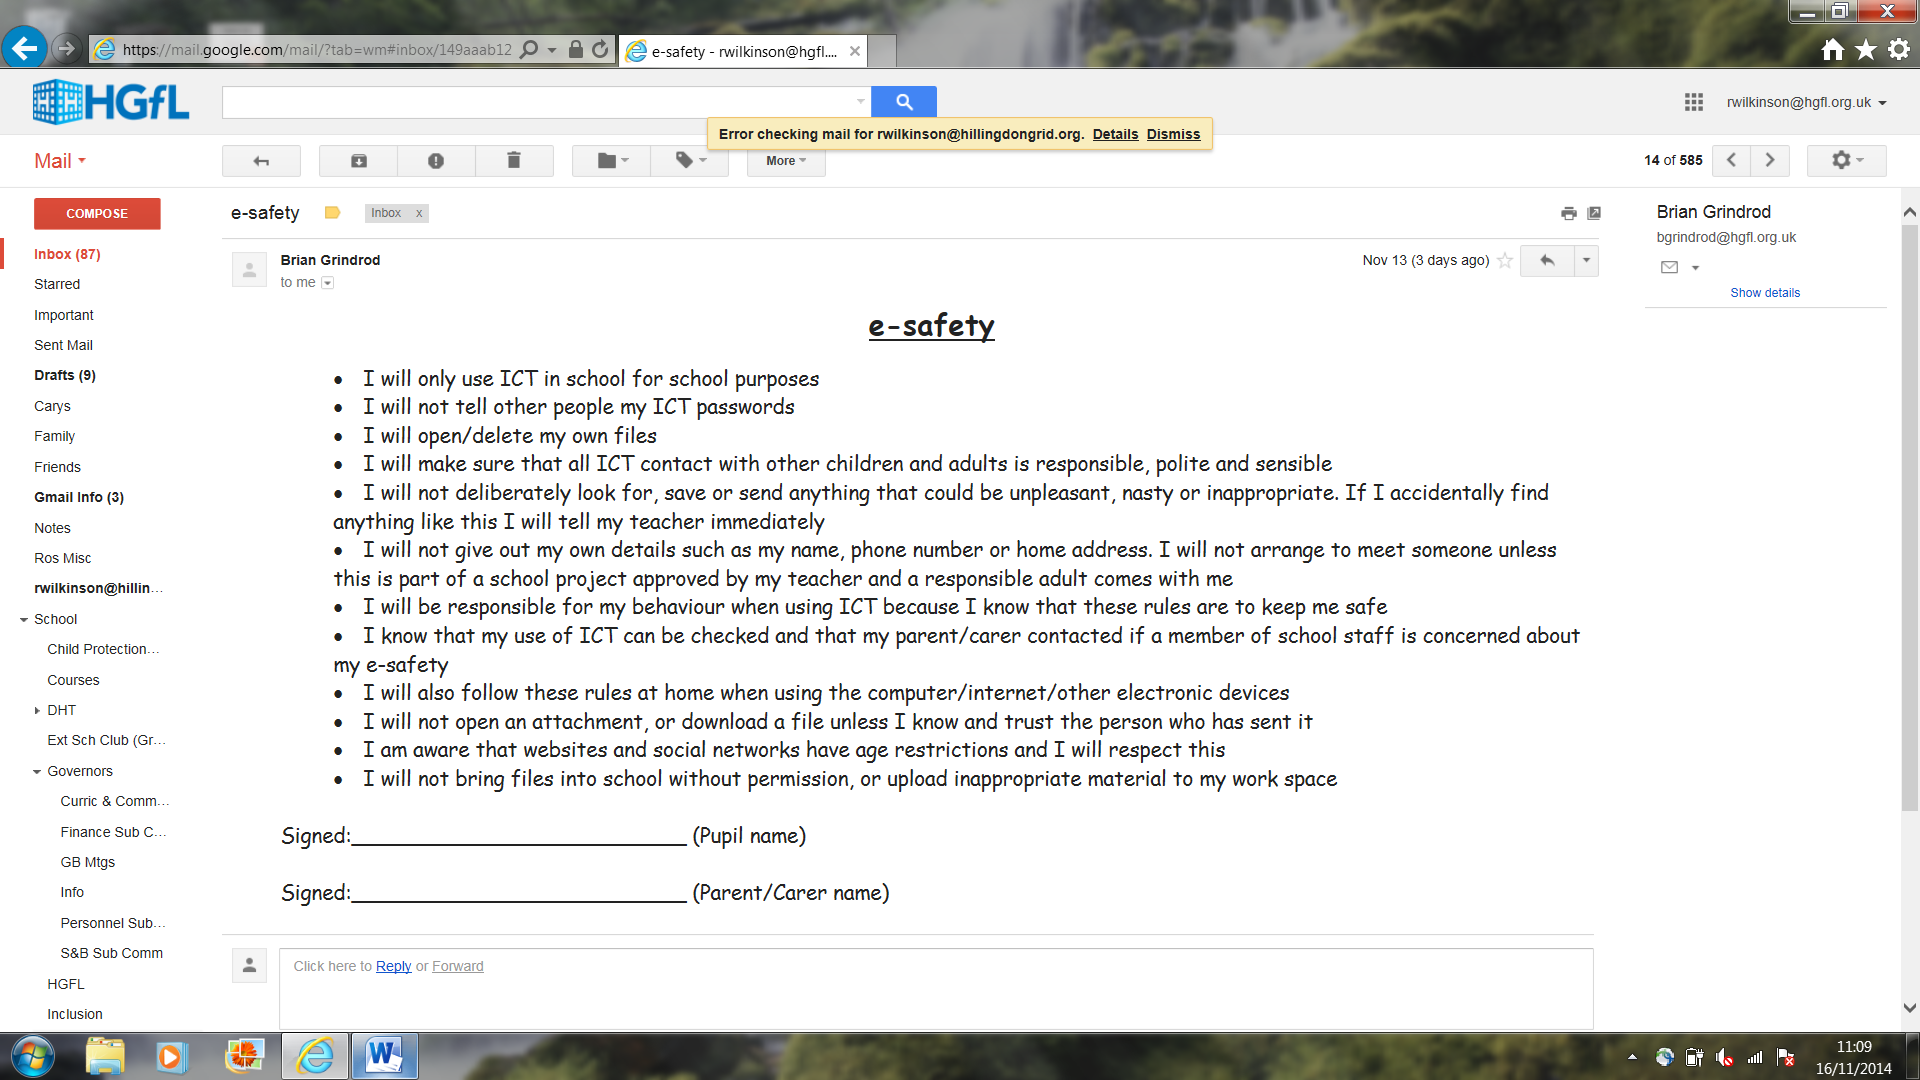 https://mail.google.com/mail/?tab=wm#inbox/149aaab12
e-safety - rwilkinson@hgfl....
HGfL
rwilkinson@hgfl.org.uk
Error checking mail for rwilkinson@hillingdongrid.org. Details Dismiss
Mail
More
14 of 585
COMPOSE
Inbox (87)
Starred
Important
Sent Mail
Drafts (9)
Carys
Family
Friends
Gmail Info (3)
Notes
Ros Misc
rwilkinson@hillin...
School
Child Protection...
Courses
DHT
Ext Sch Club (Gr...
Governors
Curric & Comm...
Finance Sub C...
GB Mtgs
Info
Personnel Sub...
S&B Sub Comm
HGFL
Inclusion
e-safety
Inbox x
Brian Grindrod
to me
Nov 13 (3 days ago)
e-safety
• I will only use ICT in school for school purposes
• I will not tell other people my ICT passwords
• I will open/delete my own files
• I will make sure that all ICT contact with other children and adults is responsible, polite and sensible
• I will not deliberately look for, save or send anything that could be unpleasant, nasty or inappropriate. If I accidentally find
anything like this I will tell my teacher immediately
• I will not give out my own details such as my name, phone number or home address. I will not arrange to meet someone unless
this is part of a school project approved by my teacher and a responsible adult comes with me
• I will be responsible for my behaviour when using ICT because I know that these rules are to keep me safe
• I know that my use of ICT can be checked and that my parent/carer contacted if a member of school staff is concerned about
my e-safety
• I will also follow these rules at home when using the computer/internet/other electronic devices
• I will not open an attachment, or download a file unless I know and trust the person who has sent it
• I am aware that websites and social networks have age restrictions and I will respect this
• I will not bring files into school without permission, or upload inappropriate material to my work space
Signed:____________________________ (Pupil name)
Signed:____________________________ (Parent/Carer name)
Click here to Reply or Forward
Brian Grindrod
bgrindrod@hgfl.org.uk
Show details
11:09
16/11/2014